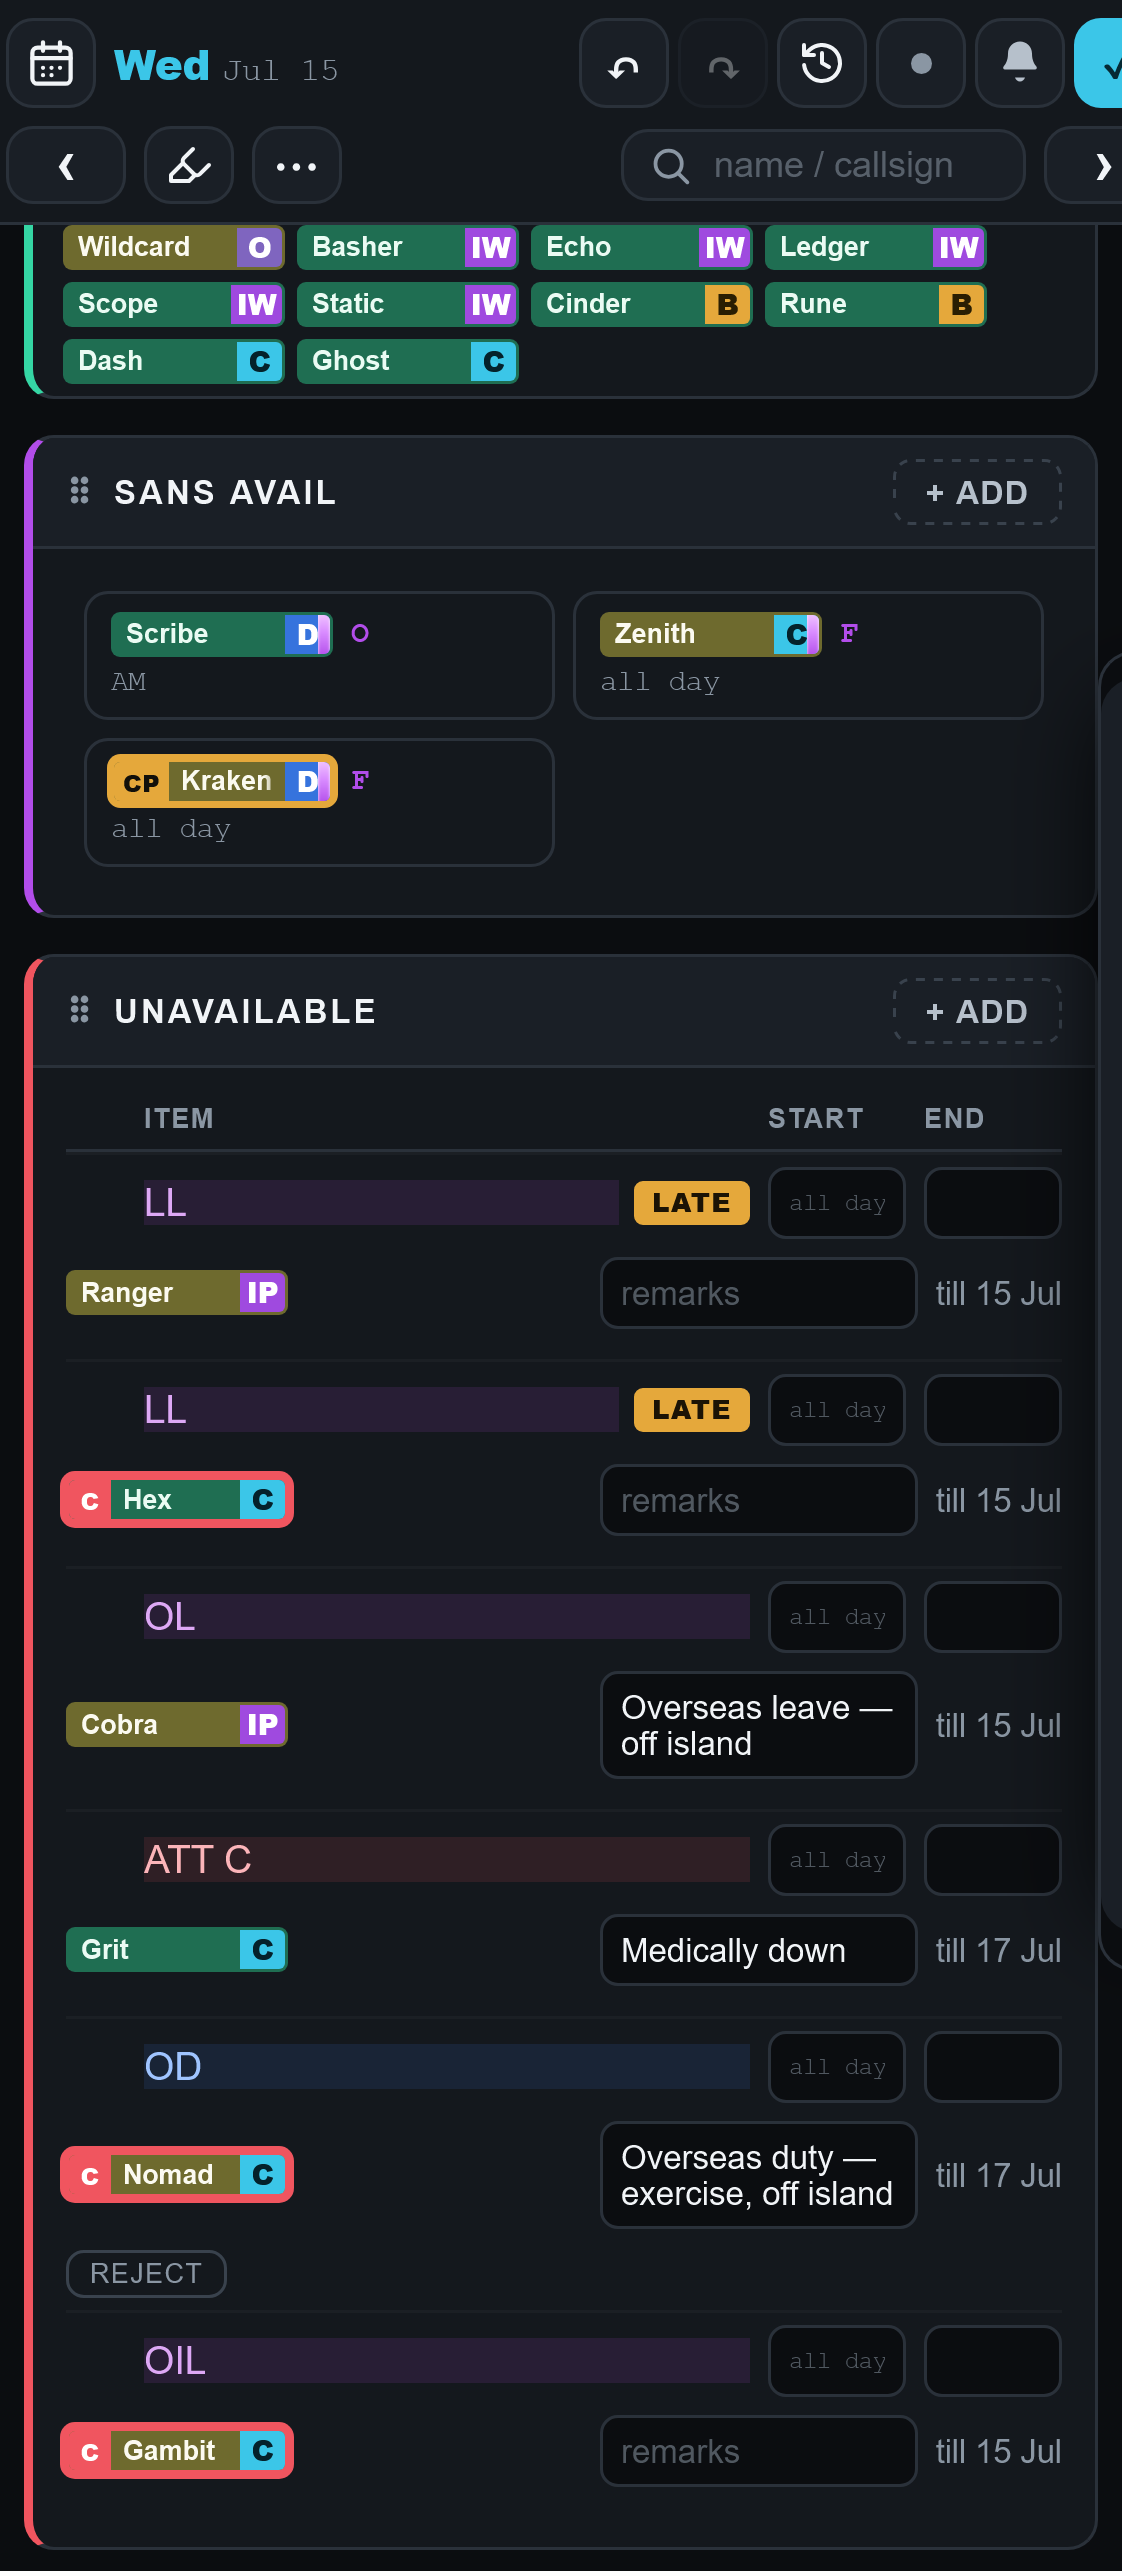 Wed Jul 15
name / callsign
Wildcard O Basher IW Echo IW Ledger IW
Scope IW Static IW Cinder B Rune B
Dash C Ghost C
SANS AVAIL + ADD
Scribe D O Zenith C F
AM all day
CP Kraken D F
all day
UNAVAILABLE + ADD
ITEM START END
LL LATE all day
Ranger IP remarks till 15 Jul
LL LATE all day
C Hex C remarks till 15 Jul
OL all day
Cobra IP Overseas leave — till 15 Jul
off island
ATT C all day
Grit C Medically down till 17 Jul
OD all day
C Nomad C Overseas duty — till 17 Jul
exercise, off island
REJECT
OIL all day
C Gambit C remarks till 15 Jul